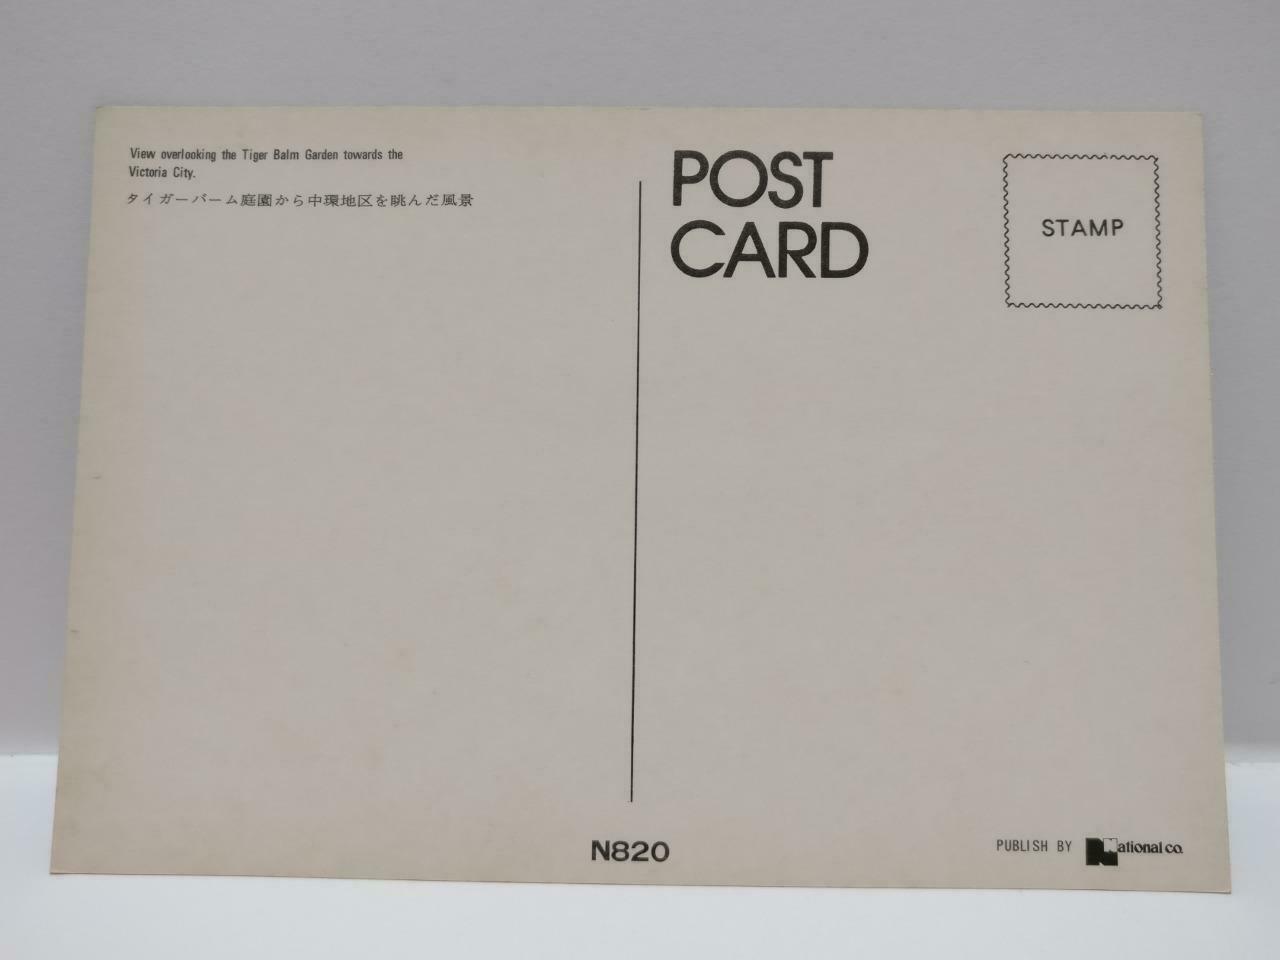 View overlooking the Tiger Balm Garden towards the
Victoria City.
タイガーバーム庭園から中環地区を眺んだ風景
POST
CARD
STAMP
N820
PUBLISH BY National co.